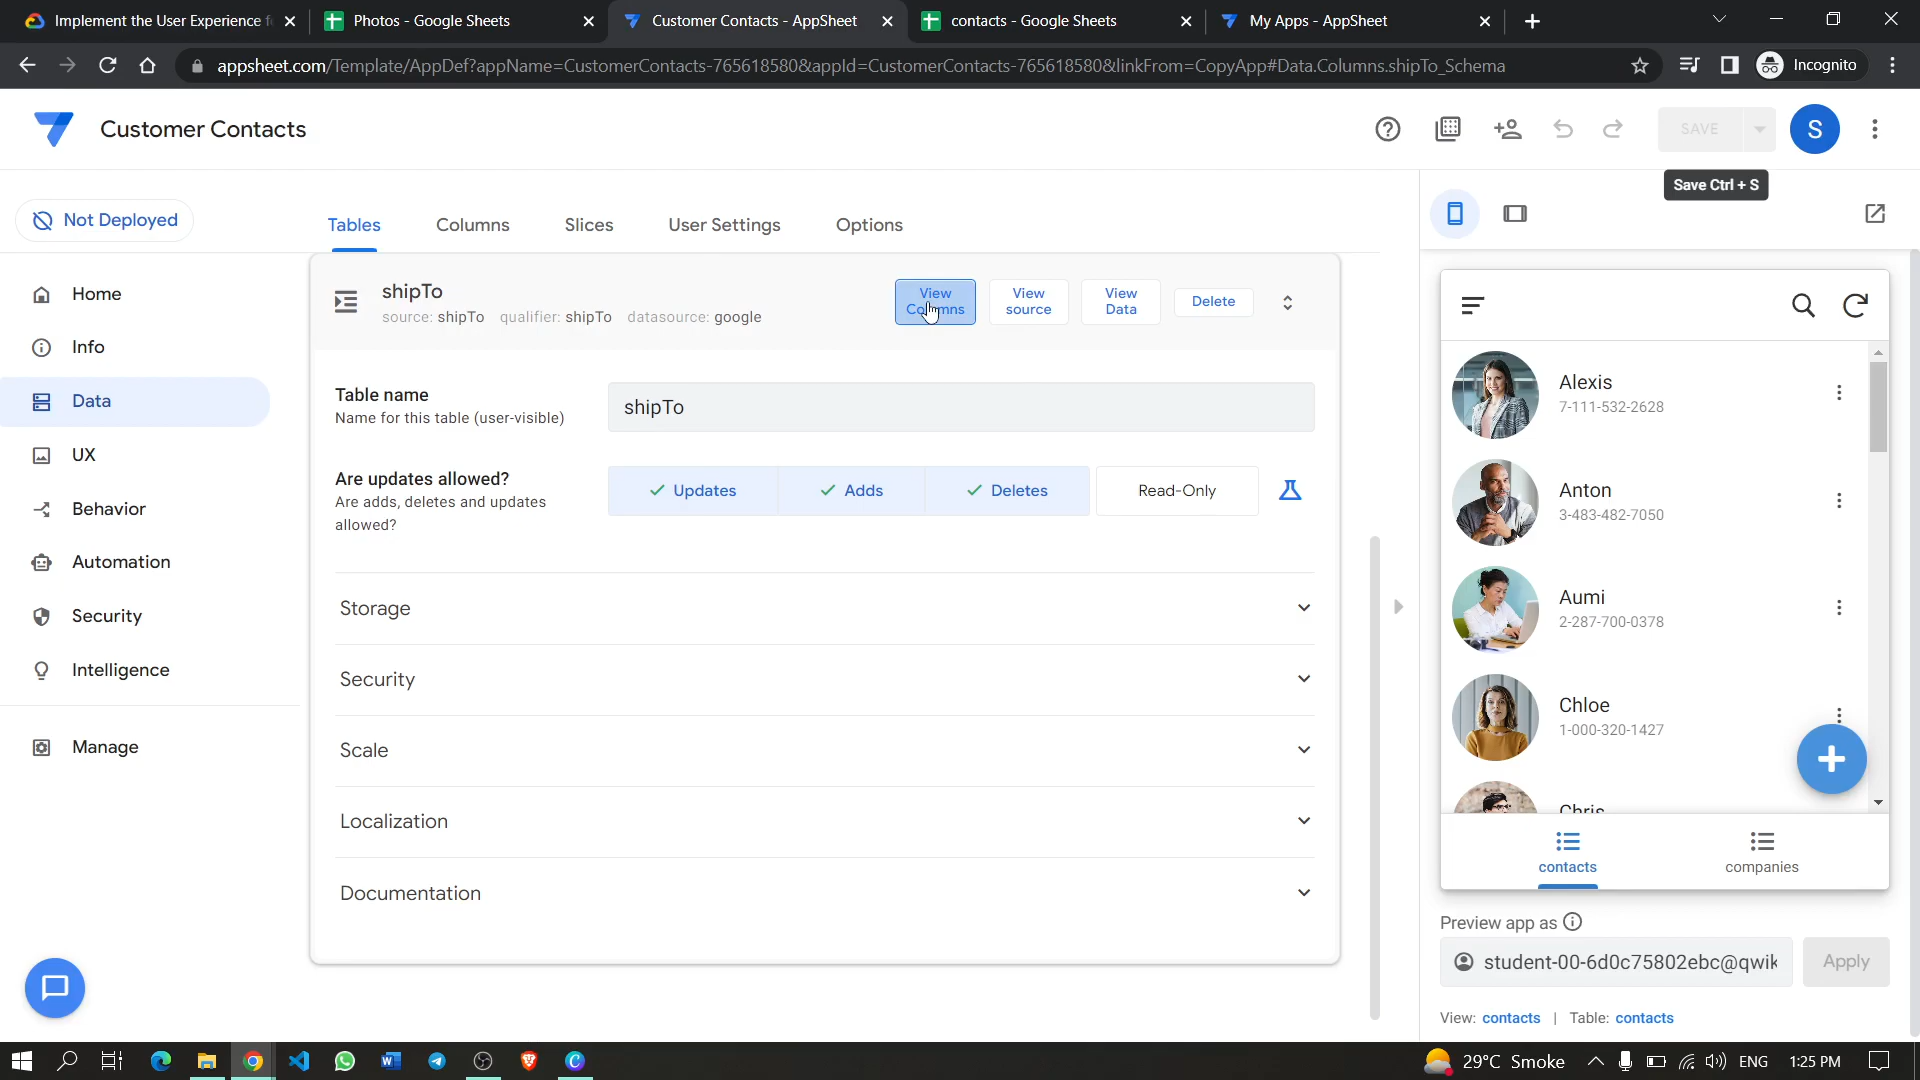 Implement the User Experience f
Photos - Google Sheets
Customer Contacts - AppSheet
contacts - Google Sheets
My Apps - AppSheet
appsheet.com/Template/AppDef?appName=CustomerContacts-765618580&appId=CustomerContacts-765618580&linkFrom=CopyApp#Data.Columns.shipTo_Schema
Incognito
Customer Contacts
SAVE
S
Save Ctrl + S
Not Deployed
Tables
Columns
Slices
User Settings
Options
Home
Info
Data
UX
Behavior
Automation
Security
Intelligence
Manage
shipTo
source: shipTo qualifier: shipTo datasource: google
View
Columns
View
source
View
Data
Delete
Table name
Name for this table (user-visible)
shipTo
Are updates allowed?
Are adds, deletes and updates
allowed?
Updates
Adds
Deletes
Read-Only
Storage
Security
Scale
Localization
Documentation
Alexis
7-111-532-2628
Anton
3-483-482-7050
Aumi
2-287-700-0378
Chloe
1-000-320-1427
Chris
contacts
companies
Preview app as
student-00-6d0c75802ebc@qwik
Apply
View: contacts | Table: contacts
29°C Smoke
ENG
1:25 PM